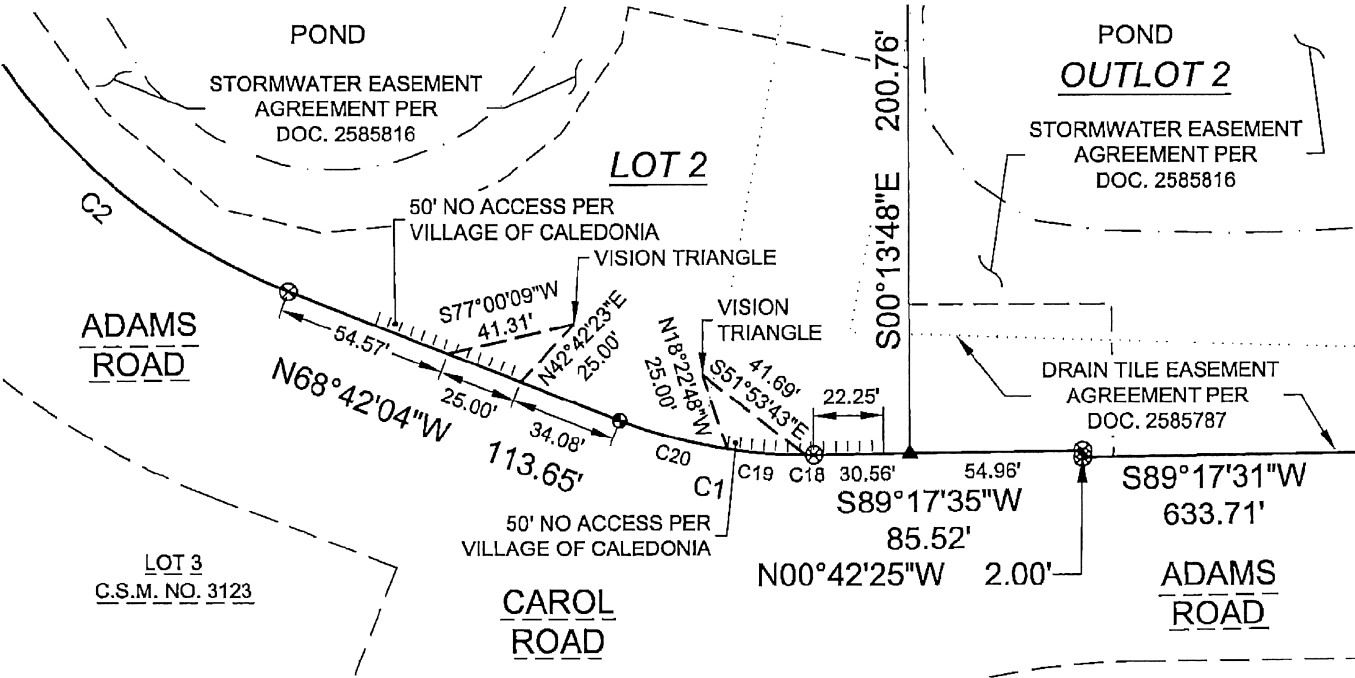 POND
STORMWATER EASEMENT
AGREEMENT PER
DOC. 2585816
LOT 2
200.76'
S00°13'48"E
POND
OUTLOT 2
STORMWATER EASEMENT
AGREEMENT PER
DOC. 2585816
C2
50' NO ACCESS PER
VILLAGE OF CALEDONIA
VISION TRIANGLE
S77°00'09"W
41.31'
N42°42'23"E
25.00'
VISION
TRIANGLE
N18°22'48"W
25.00'
41.69'
S51°53'43"E
22.25'
ADAMS
ROAD
54.57'
25.00'
34.08'
N68°42'04"W
113.65'
DRAIN TILE EASEMENT
AGREEMENT PER
DOC. 2585787
C20
C19
C18
30.56'
54.96'
C1
S89°17'35"W
85.52'
S89°17'31"W
633.71'
50' NO ACCESS PER
VILLAGE OF CALEDONIA
N00°42'25"W 2.00'
LOT 3
C.S.M. NO. 3123
CAROL
ROAD
ADAMS
ROAD